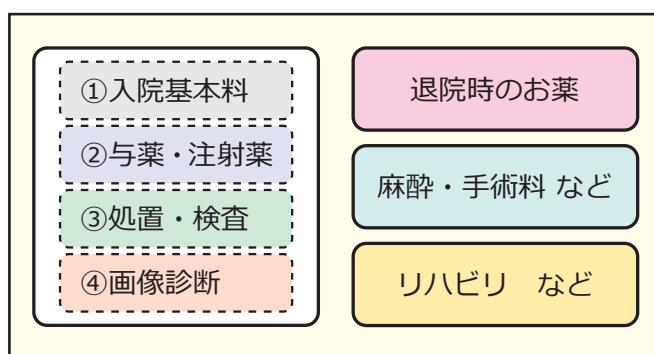 ①入院基本料
②与薬・注射薬
③処置・検査
④画像診断
退院時のお薬
麻酔・手術料 など
リハビリ　など